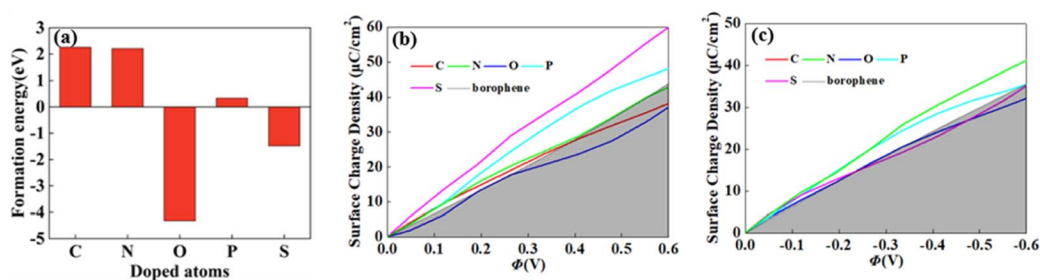 (a)
Formation energy(eV)
3
2
1
0
-1
-2
-3
-4
-5
C N O P S
Doped atoms
(b)
Surface Charge Density (μC/cm²)
60
50
40
30
20
10
0
C N O P
S borophene
0.0 0.1 0.2 0.3 0.4 0.5 0.6
Φ(V)
(c)
Surface Charge Density (μC/cm²)
50
40
30
20
10
0
C N O P
S borophene
0.0 -0.1 -0.2 -0.3 -0.4 -0.5 -0.6
Φ(V)